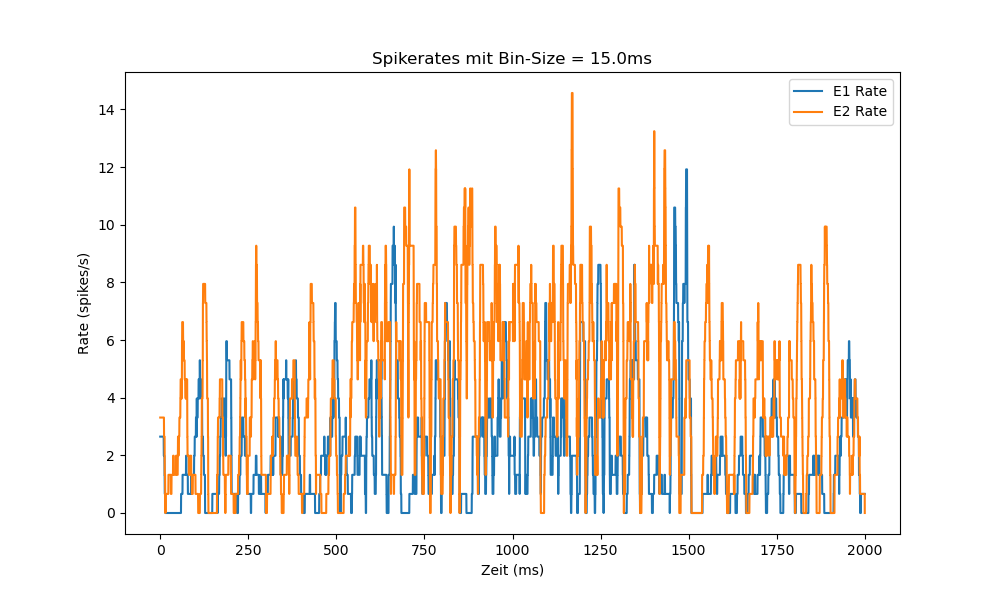 Spikerates mit Bin-Size = 15.0ms
E1 Rate
E2 Rate
14
12
10
8
6
4
2
0
Rate (spikes/s)
0 250 500 750 1000 1250 1500 1750 2000
Zeit (ms)